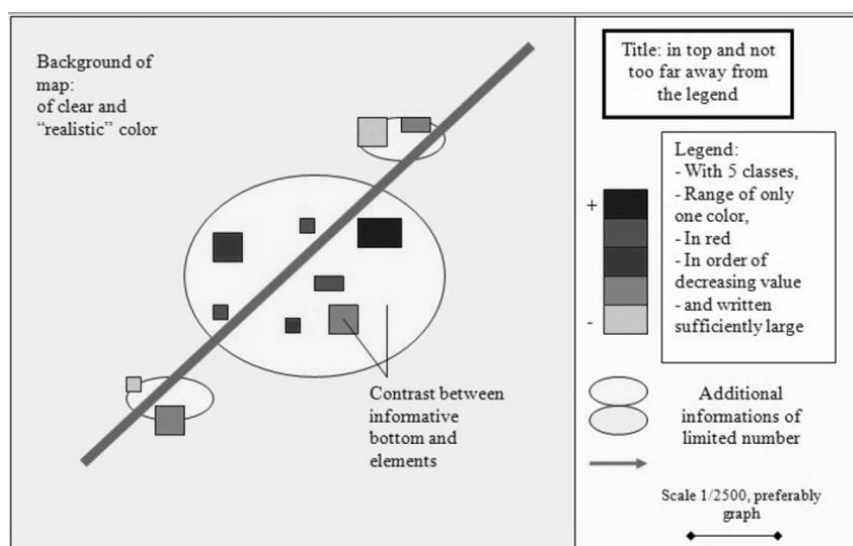 Background of
map:
of clear and
“realistic” color
Contrast between
informative
bottom and
elements
Title: in top and not
too far away from
the legend
Legend:
- With 5 classes,
- Range of only
one color,
- In red
- In order of
decreasing value
- and written
sufficiently large
+
-
Additional
informations of
limited number
Scale 1/2500, preferably
graph